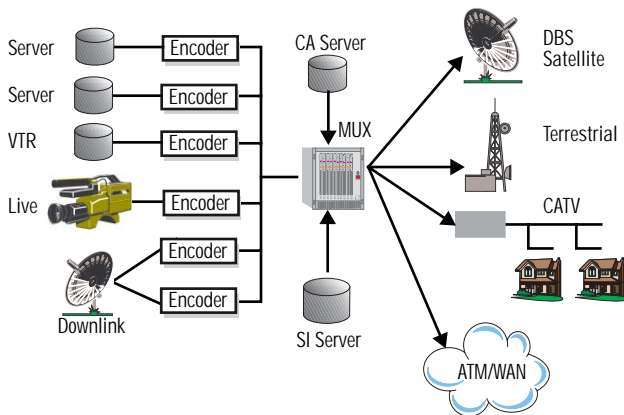 Server
Encoder
Server
Encoder
VTR
Encoder
Live
Encoder
Encoder
Encoder
Downlink
CA Server
MUX
SI Server
DBS
Satellite
Terrestrial
CATV
ATM/WAN